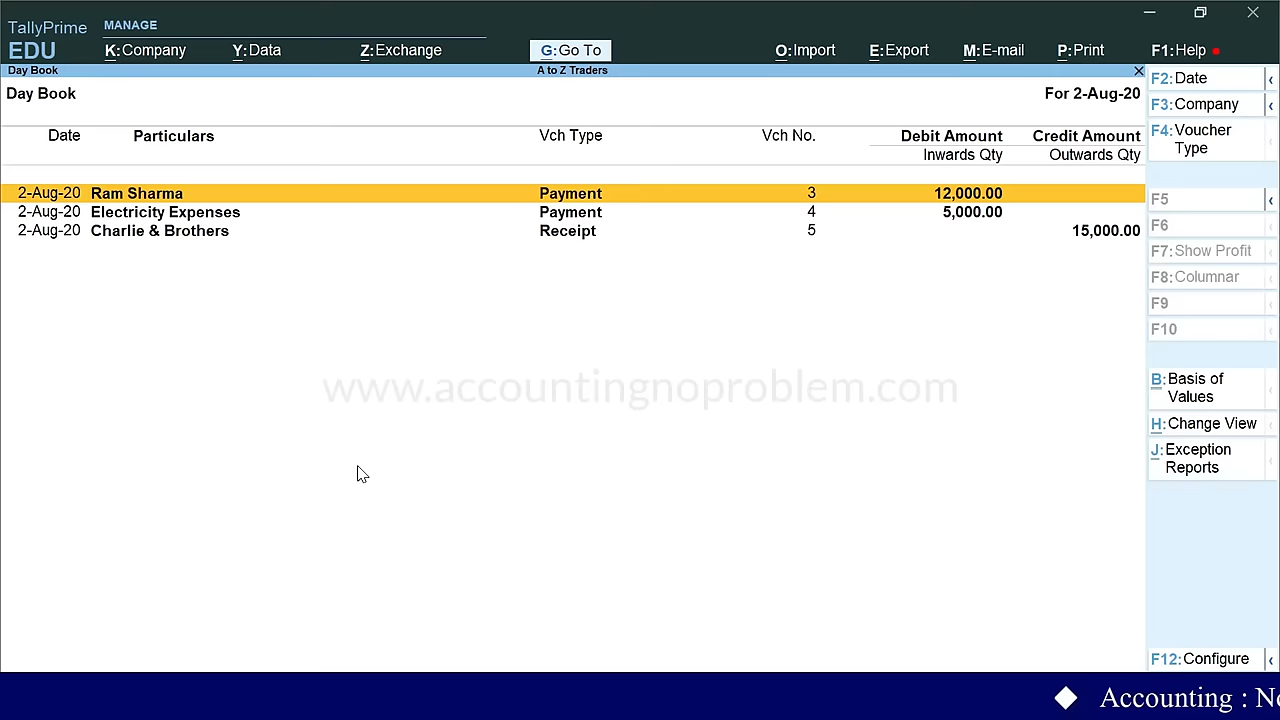 TallyPrime
EDU
MANAGE
K:Company Y:Data Z:Exchange G:Go To O:Import E:Export M:E-mail P:Print F1:Help
Day Book A to Z Traders
Day Book For 2-Aug-20
Date Particulars Vch Type Vch No. Debit Amount Credit Amount
Inwards Qty Outwards Qty
2-Aug-20 Ram Sharma Payment 3 12,000.00
2-Aug-20 Electricity Expenses Payment 4 5,000.00
2-Aug-20 Charlie & Brothers Receipt 5 15,000.00
www.accountingnoproblem.com
F2:Date
F3:Company
F4:Voucher
Type
F5
F6
F7:Show Profit
F8:Columnar
F9
F10
B:Basis of
Values
H:Change View
J:Exception
Reports
F12:Configure
Accounting : No